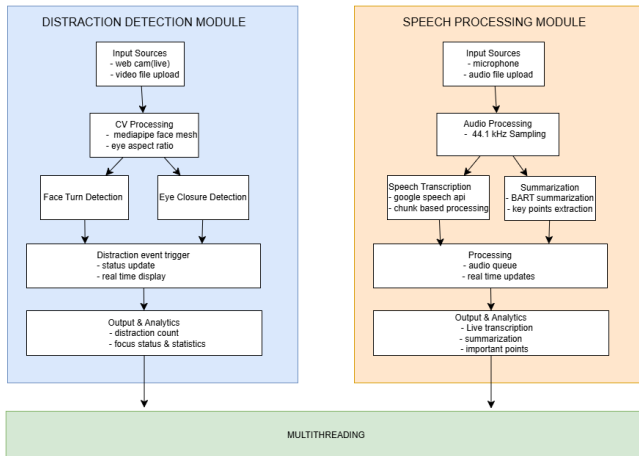 DISTRACTION DETECTION MODULE
Input Sources
- web cam(live)
- video file upload
CV Processing
- mediapipe face mesh
- eye aspect ratio
Face Turn Detection
Eye Closure Detection
Distraction event trigger
- status update
- real time display
Output & Analytics
- distraction count
- focus status & statistics
SPEECH PROCESSING MODULE
Input Sources
- microphone
- audio file upload
Audio Processing
- 44.1 kHz Sampling
Speech Transcription
- google speech api
- chunk based processing
Summarization
- BART summarization
- key points extraction
Processing
- audio queue
- real time updates
Output & Analytics
- Live transcription
- summarization
- important points
MULTITHREADING